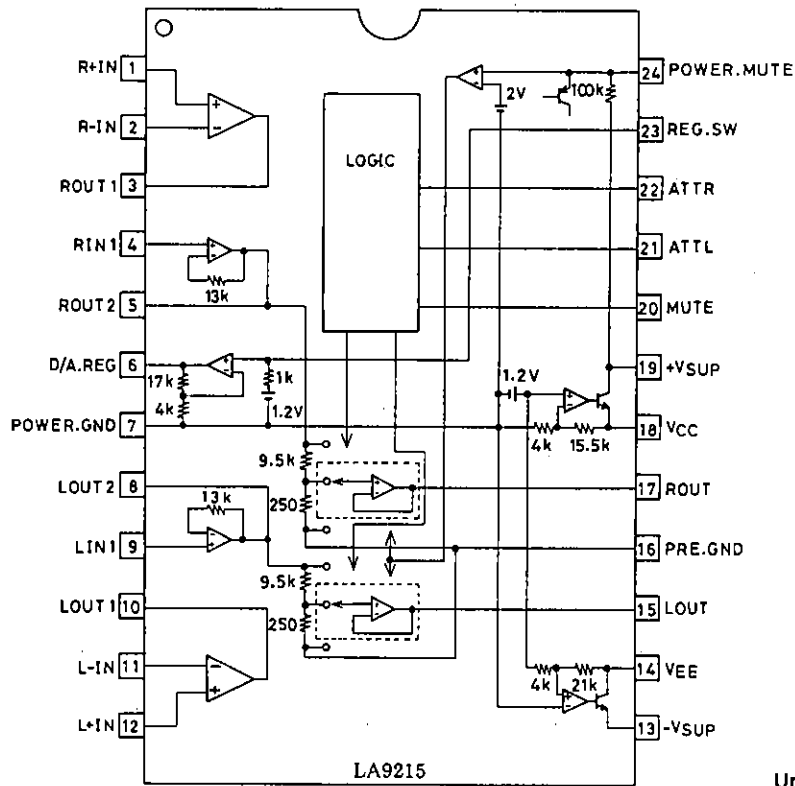 R+IN 1
R-IN 2
ROUT1 3
RIN1 4
13k
ROUT2 5
D/A.REG 6
17k
4k
1k
1.2V
POWER.GND 7
LOUT2 8
13k
LIN1 9
LOUT1 10
L-IN 11
L+IN 12
LOGIC
9.5k
250
9.5k
250
2V
100k
1.2V
4k
15.5k
4k
21k
24 POWER.MUTE
23 REG.SW
22 ATTR
21 ATTL
20 MUTE
19 +VSUP
18 VCC
17 ROUT
16 PRE.GND
15 LOUT
14 VEE
13 -VSUP
LA9215